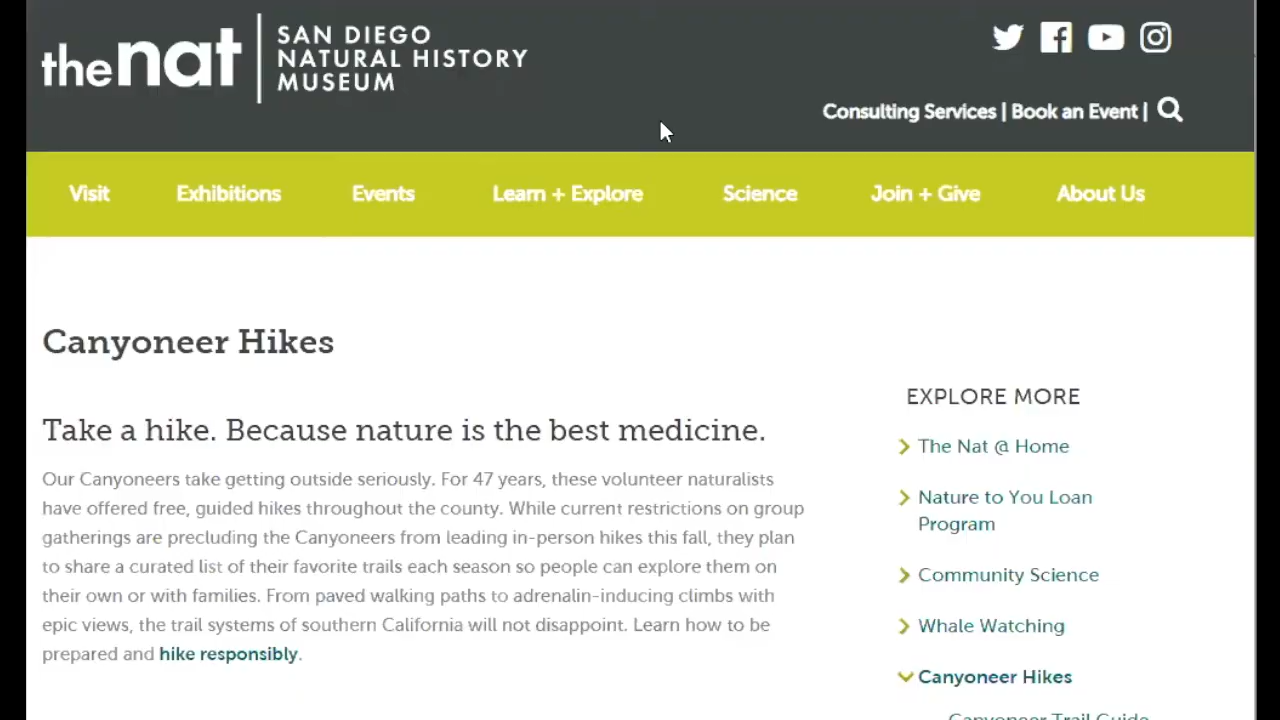 thenat
SAN DIEGO
NATURAL HISTORY
MUSEUM
Consulting Services | Book an Event |
Visit Exhibitions Events Learn + Explore Science Join + Give About Us
Canyoneer Hikes
Take a hike. Because nature is the best medicine.
Our Canyoneers take getting outside seriously. For 47 years, these volunteer naturalists
have offered free, guided hikes throughout the county. While current restrictions on group
gatherings are precluding the Canyoneers from leading in-person hikes this fall, they plan
to share a curated list of their favorite trails each season so people can explore them on
their own or with families. From paved walking paths to adrenalin-inducing climbs with
epic views, the trail systems of southern California will not disappoint. Learn how to be
prepared and hike responsibly.
EXPLORE MORE
The Nat @ Home
Nature to You Loan
Program
Community Science
Whale Watching
Canyoneer Hikes
Canyoneer Trail Guide